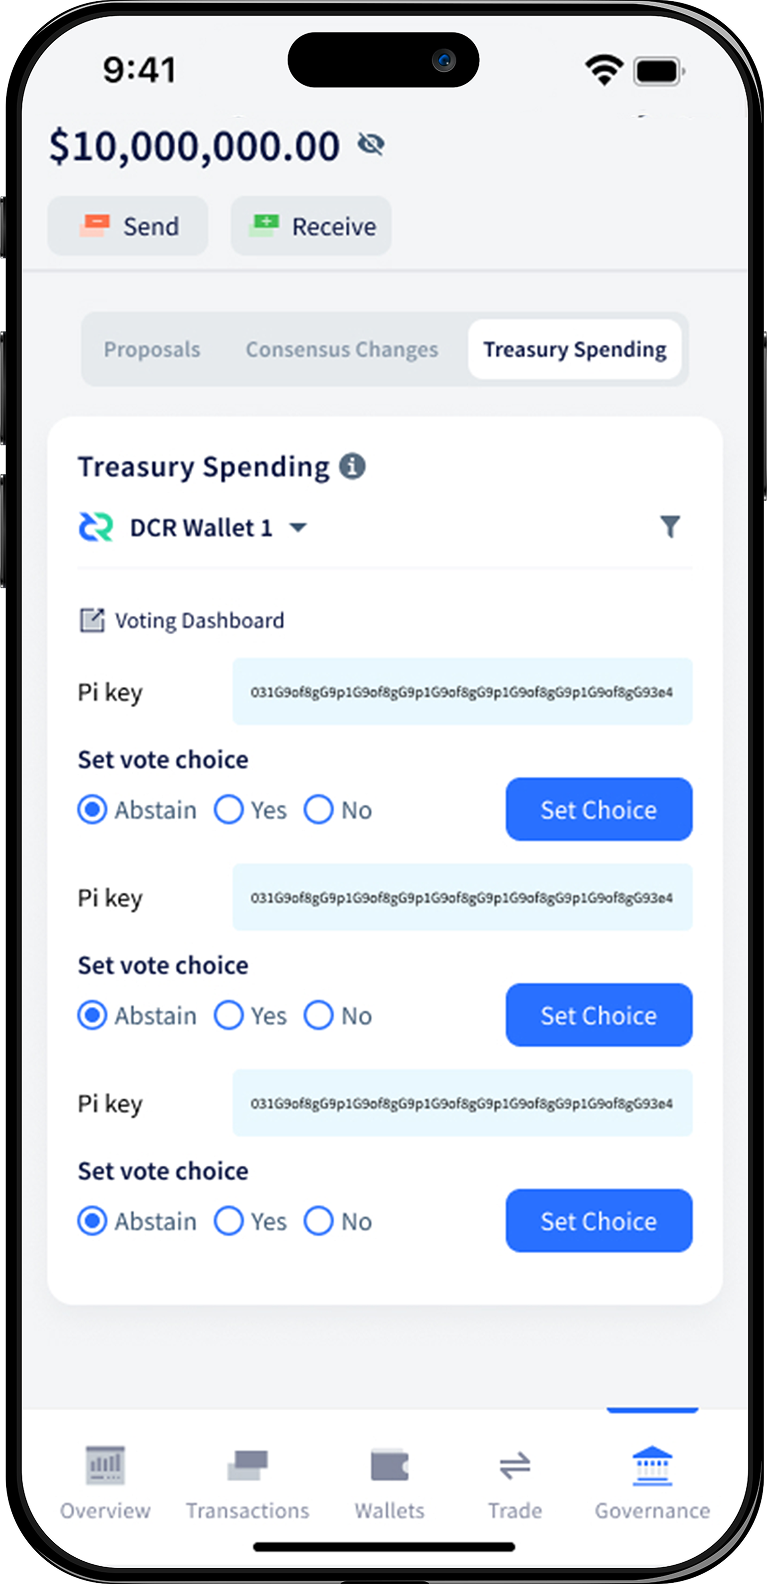 9:41
$10,000,000.00
Send Receive
Proposals Consensus Changes Treasury Spending
Treasury Spending
DCR Wallet 1
Voting Dashboard
Pi key 031G9of8gG9p1G9of8gG9p1G9of8gG9p1G9of8gG9p1G9of8gG93e4
Set vote choice
Abstain Yes No Set Choice
Pi key 031G9of8gG9p1G9of8gG9p1G9of8gG9p1G9of8gG9p1G9of8gG93e4
Set vote choice
Abstain Yes No Set Choice
Pi key 031G9of8gG9p1G9of8gG9p1G9of8gG9p1G9of8gG9p1G9of8gG93e4
Set vote choice
Abstain Yes No Set Choice
Overview Transactions Wallets Trade Governance